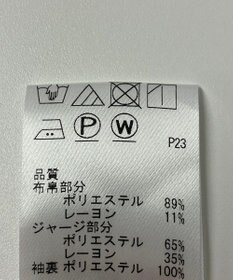 P W
P23
品質
布帛部分
ポリエステル 89%
レーヨン 11%
ジャージ部分
ポリエステル 65%
レーヨン 35%
袖裏 ポリエステル 100%